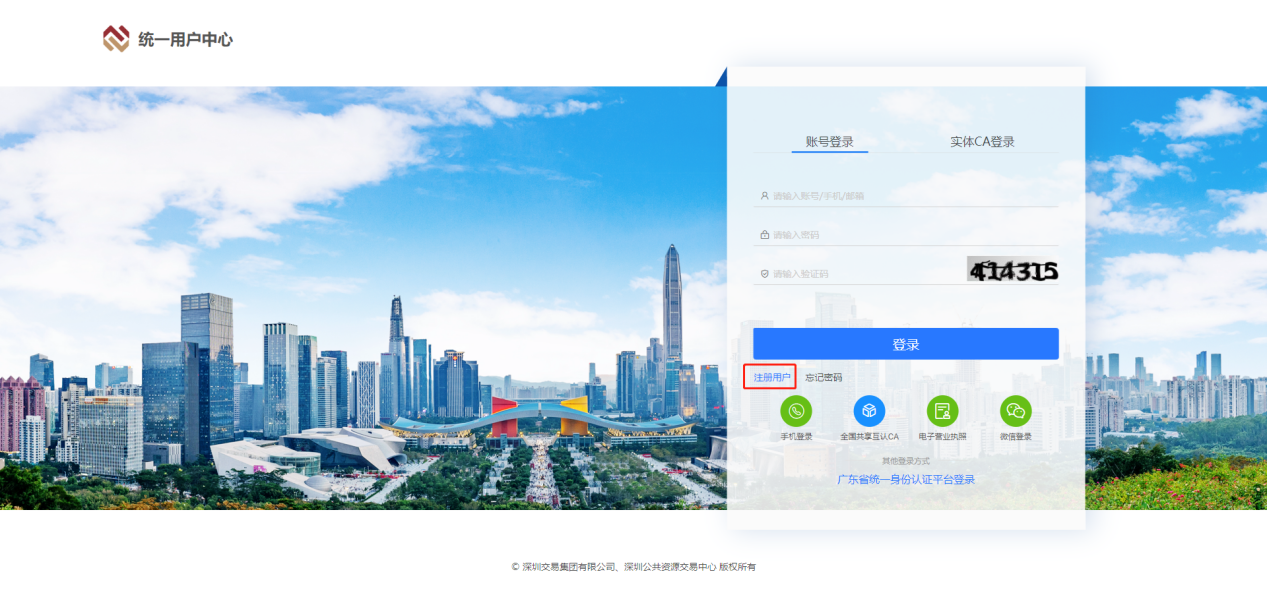 统一用户中心
账号登录 实体CA登录
请输入账号/手机/邮箱
请输入密码
请输入验证码 414315
登录
注册用户 忘记密码
手机登录 全国共享互认CA 电子营业执照 微信登录
其他登录方式
广东省统一身份认证平台登录
© 深圳交易集团有限公司、深圳公共资源交易中心 版权所有